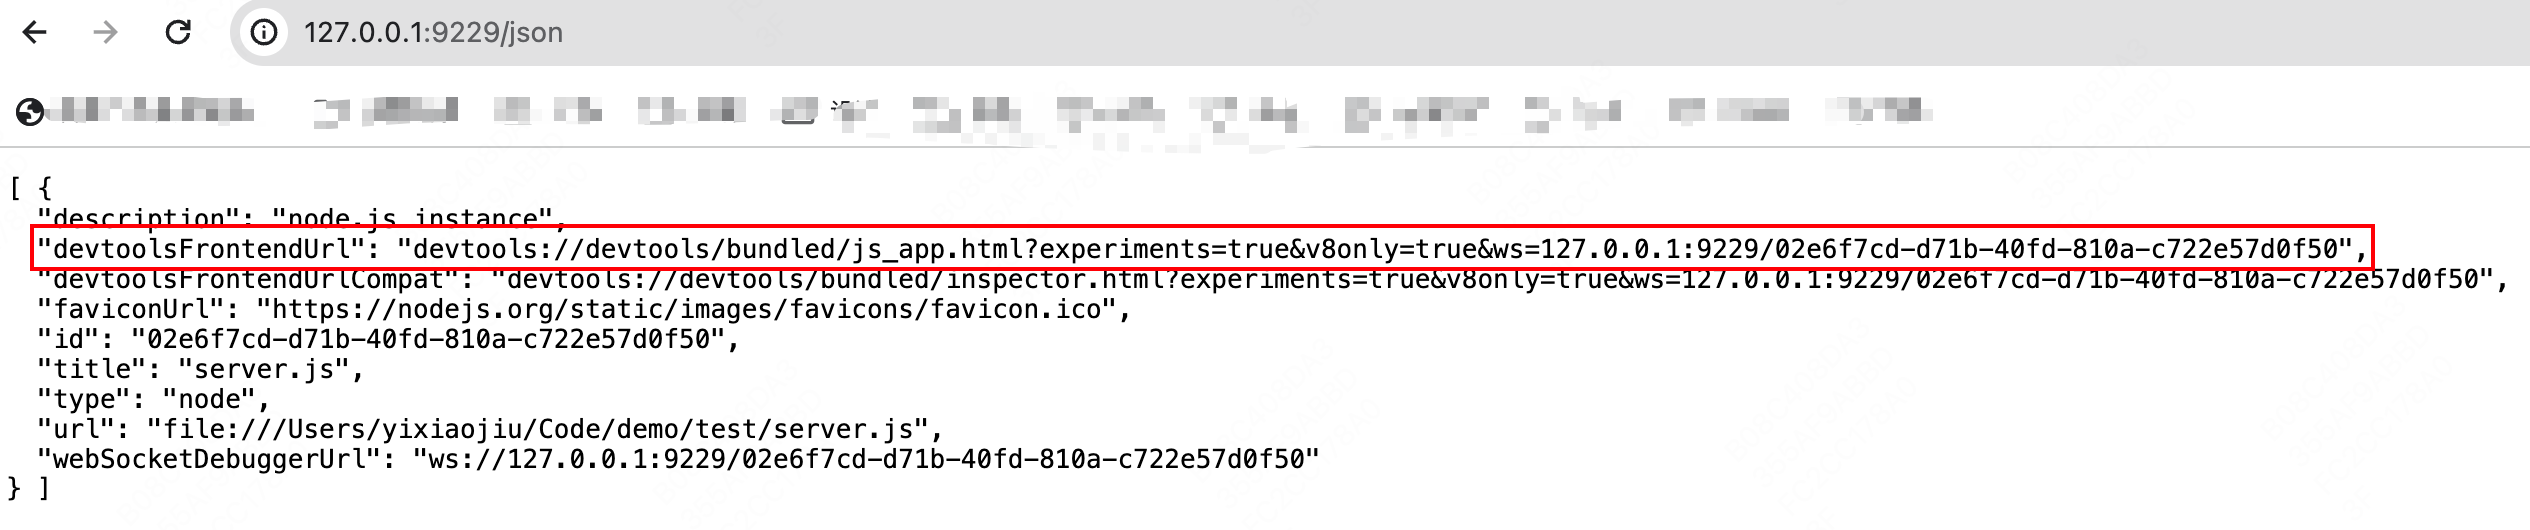 127.0.0.1:9229/json
[ {
  "description": "node.js instance",
  "devtoolsFrontendUrl": "devtools://devtools/bundled/js_app.html?experiments=true&v8only=true&ws=127.0.0.1:9229/02e6f7cd-d71b-40fd-810a-c722e57d0f50",
  "devtoolsFrontendUrlCompat": "devtools://devtools/bundled/inspector.html?experiments=true&v8only=true&ws=127.0.0.1:9229/02e6f7cd-d71b-40fd-810a-c722e57d0f50",
  "faviconUrl": "https://nodejs.org/static/images/favicons/favicon.ico",
  "id": "02e6f7cd-d71b-40fd-810a-c722e57d0f50",
  "title": "server.js",
  "type": "node",
  "url": "file:///Users/yixiaojiu/Code/demo/test/server.js",
  "webSocketDebuggerUrl": "ws://127.0.0.1:9229/02e6f7cd-d71b-40fd-810a-c722e57d0f50"
} ]